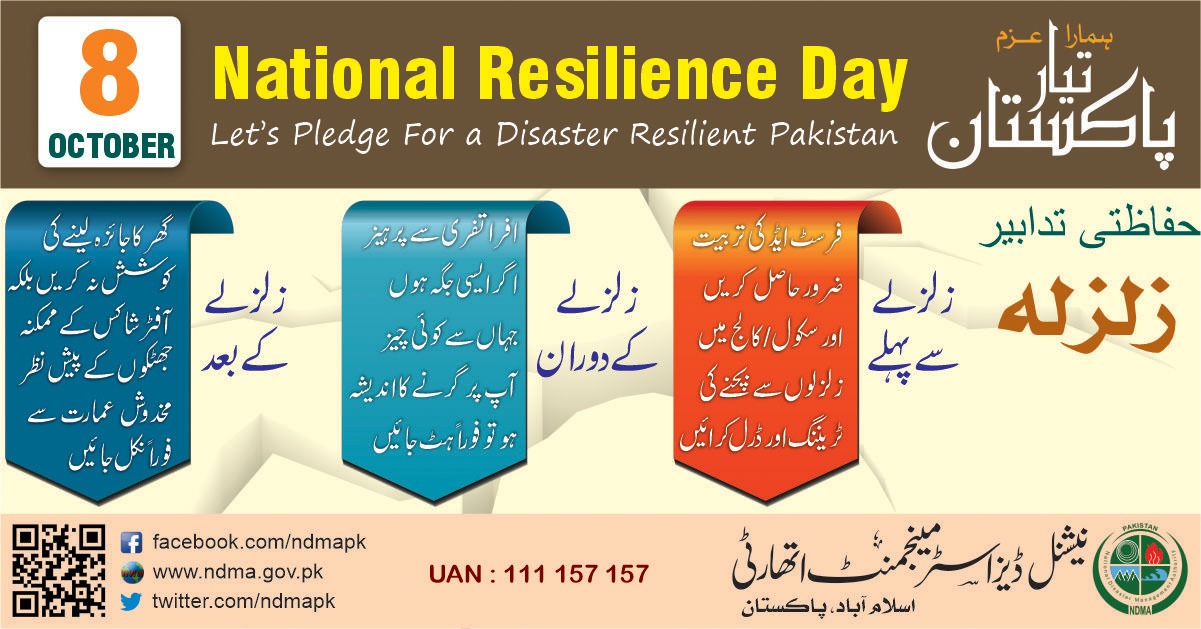 8
OCTOBER
National Resilience Day
Let's Pledge For a Disaster Resilient Pakistan
ہمارا عزم
تیار
پاکستان
حفاظتی تدابیر
زلزلہ
زلزلے
سے پہلے
فرسٹ ایڈ کی تربیت
ضرور حاصل کریں
اور سکول/کالج میں
زلزلوں سے بچنے کی
ٹریننگ اور ڈرل کرائیں
زلزلے
کے دوران
افراتفری سے پرہیز
اگر ایسی جگہ ہوں
جہاں سے کوئی چیز
آپ پر گرنے کا اندیشہ
ہو تو فوراً ہٹ جائیں
زلزلے
کے بعد
گھر کا جائزہ لینے کی
کوشش نہ کریں بلکہ
آفٹر شاکس کے ممکنہ
جھٹکوں کے پیش نظر
مخدوش عمارت سے
فوراً نکل جائیں
facebook.com/ndmapk
www.ndma.gov.pk
twitter.com/ndmapk
UAN : 111 157 157
نیشنل ڈیزاسٹر مینجمنٹ اتھارٹی
اسلام آباد، پاکستان
PAKISTAN
National Disaster Management Authority
NDMA